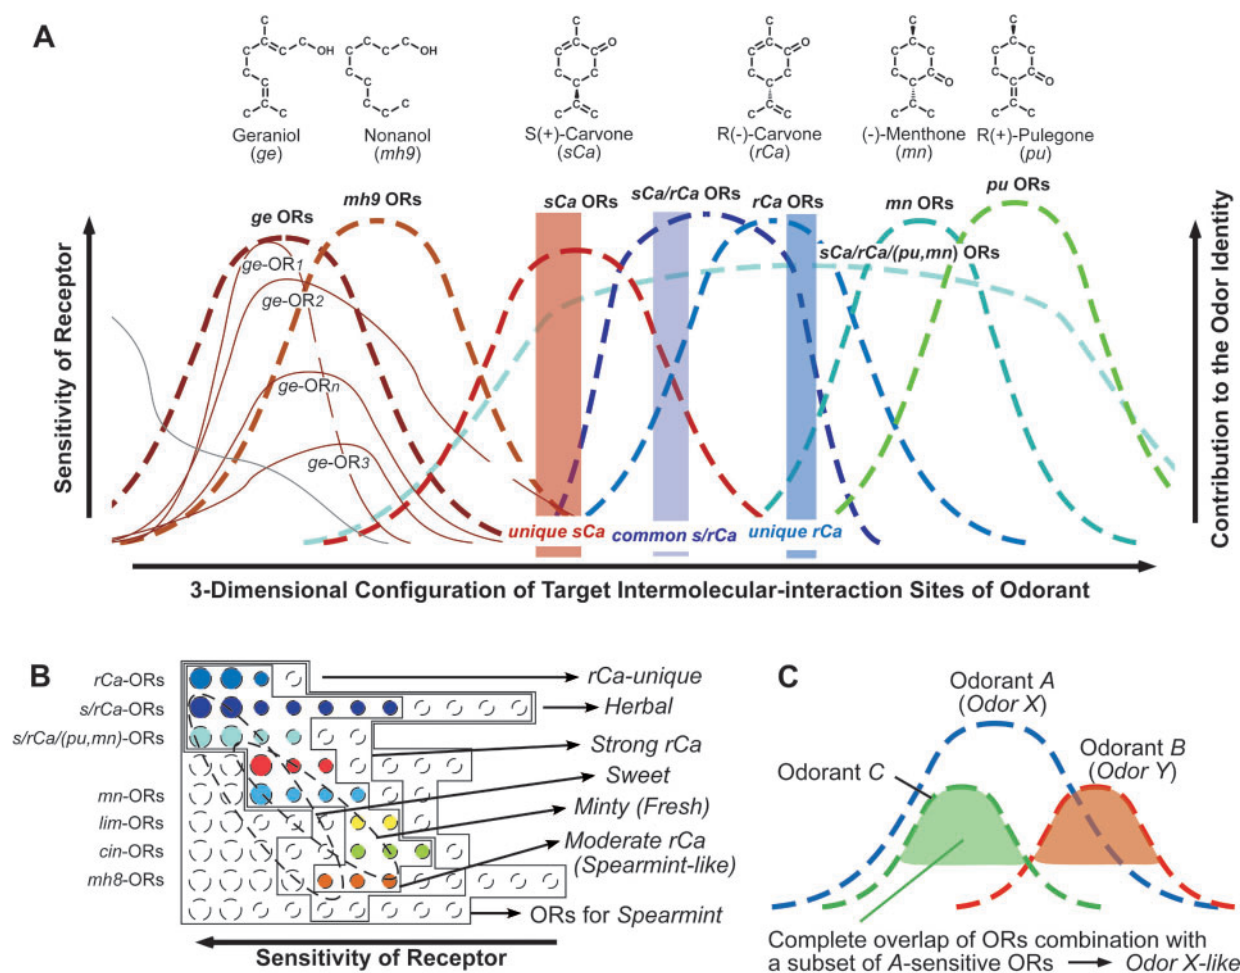 A
C
C
C
C
C
C
OH
C
C
C
C
C
C
C
C
C
C
OH
C
C
C
C
C
C
C
C
C
C
C
C
O
C
C
C
C
C
C
C
C
C
C
C
C
O
C
C
C
C
C
C
C
C
C
C
C
C
O
C
C
C
C
C
C
C
C
C
C
C
C
O
C
C
C
Geraniol
(ge)
Nonanol
(mh9)
S(+)-Carvone
(sCa)
R(-)-Carvone
(rCa)
(-)-Menthone
(mn)
R(+)-Pulegone
(pu)
ge ORs
mh9 ORs
sCa ORs
sCa/rCa ORs
rCa ORs
mn ORs
pu ORs
sCa/rCa/(pu,mn) ORs
ge-OR1
ge-OR2
ge-ORn
ge-OR3
unique sCa
common s/rCa
unique rCa
Sensitivity of Receptor
Contribution to the Odor Identity
3-Dimensional Configuration of Target Intermolecular-interaction Sites of Odorant
B
rCa-ORs
s/rCa-ORs
s/rCa/(pu,mn)-ORs
mn-ORs
lim-ORs
cin-ORs
mh8-ORs
rCa-unique
Herbal
Strong rCa
Sweet
Minty (Fresh)
Moderate rCa
(Spearmint-like)
ORs for Spearmint
Sensitivity of Receptor
C
Odorant A
(Odor X)
Odorant B
(Odor Y)
Odorant C
Complete overlap of ORs combination with
a subset of A-sensitive ORs
Odor X-like